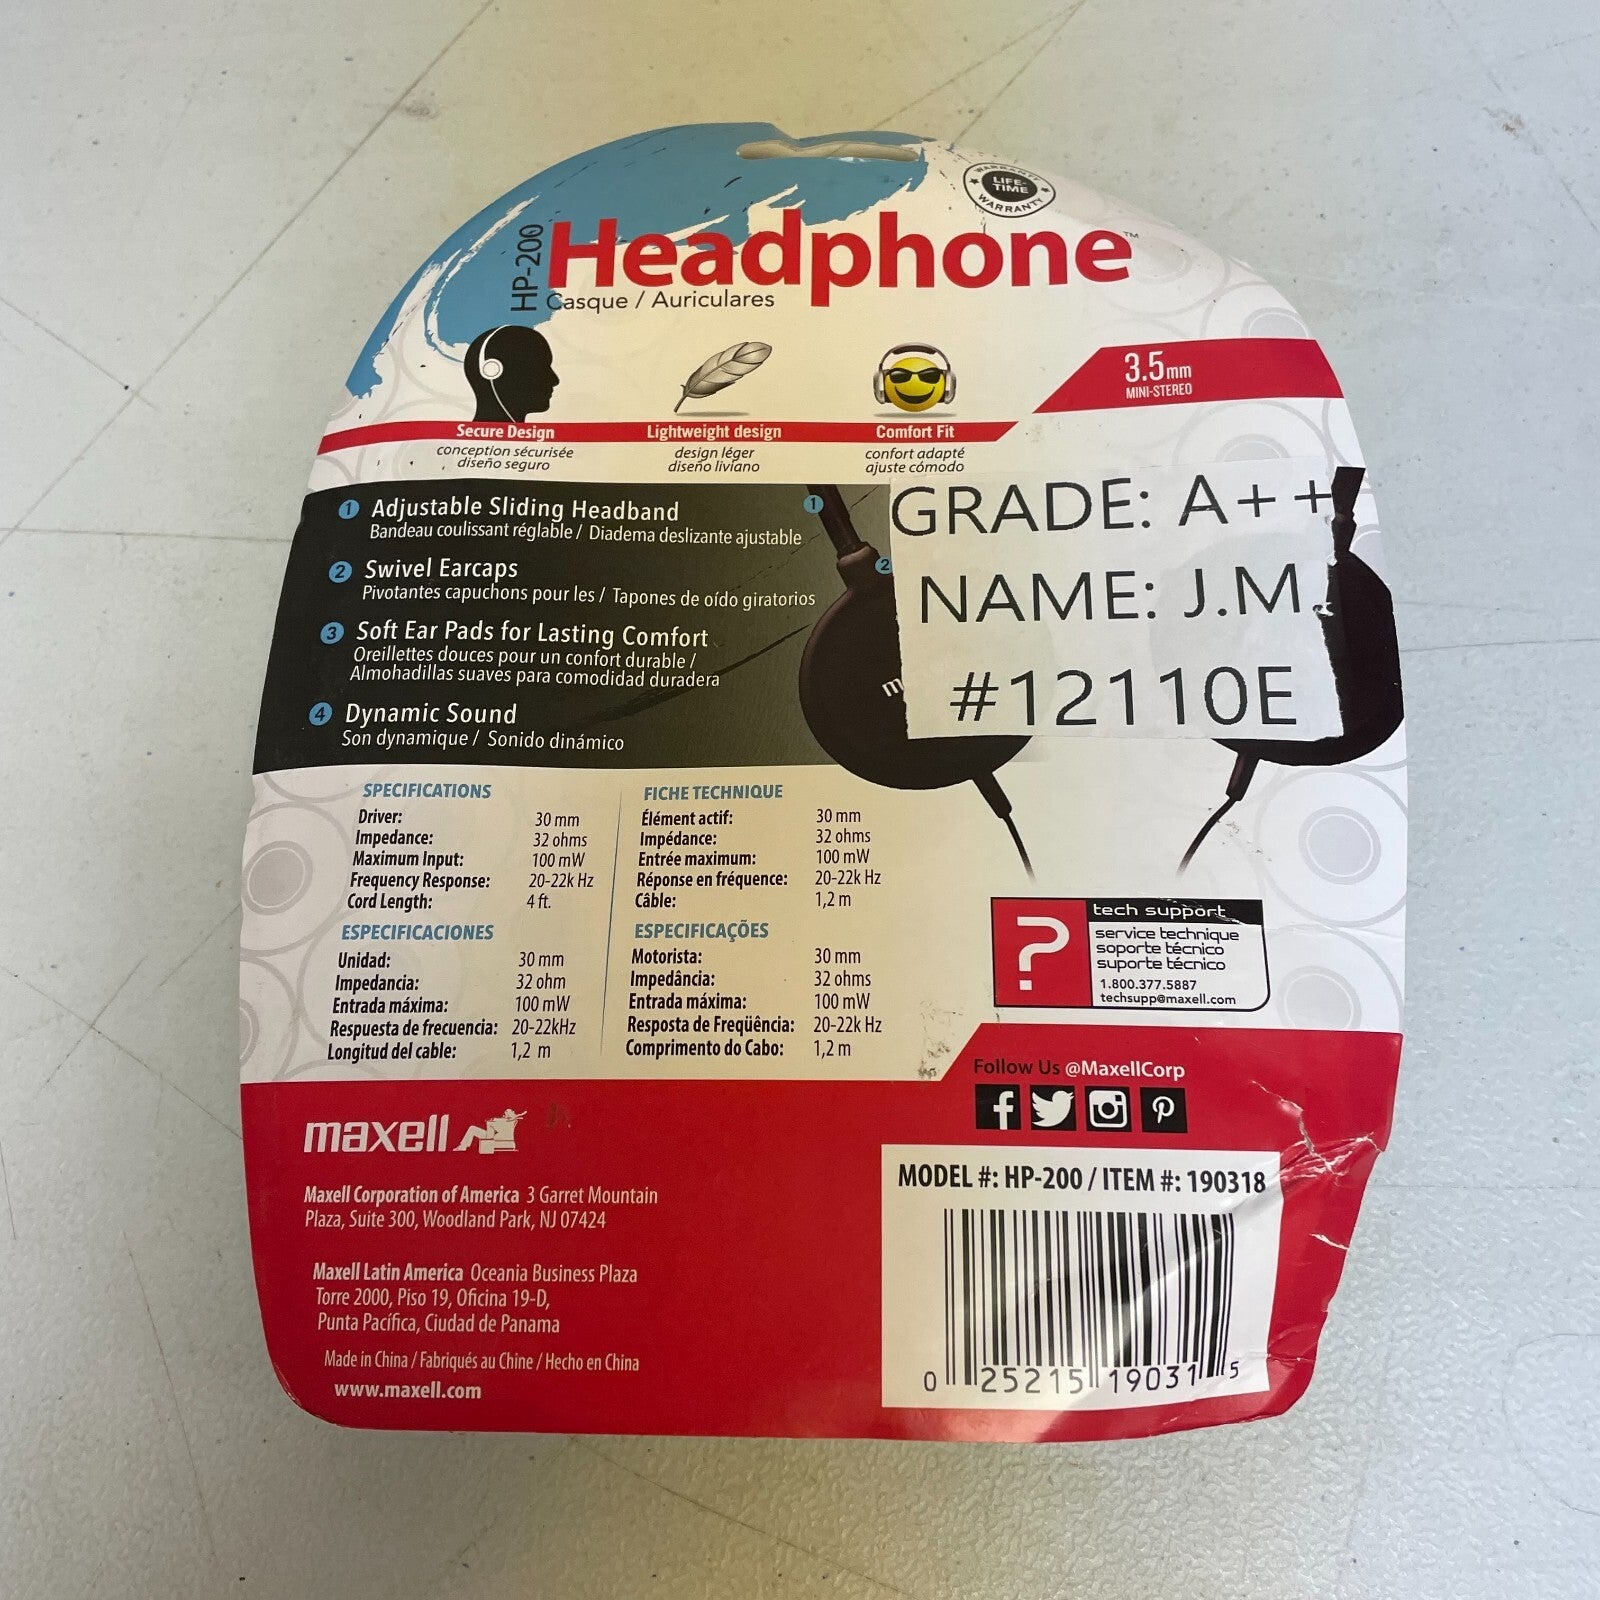 WARRANTY
LIFE-
TIME
WARRANTY
HP-200
Headphone™
Casque / Auriculares
3.5mm
MINI-STEREO
Secure Design
conception sécurisée
diseño seguro
Lightweight design
design léger
diseño liviano
Comfort Fit
confort adapté
ajuste cómodo
1 Adjustable Sliding Headband
Bandeau coulissant réglable / Diadema deslizante ajustable
2 Swivel Earcaps
Pivotantes capuchons pour les / Tapones de oído giratorios
3 Soft Ear Pads for Lasting Comfort
Oreillettes douces pour un confort durable /
Almohadillas suaves para comodidad duradera
4 Dynamic Sound
Son dynamique / Sonido dinámico
1
2
m
GRADE: A++
NAME: J.M.
#12110E
SPECIFICATIONS
Driver: 30 mm
Impedance: 32 ohms
Maximum Input: 100 mW
Frequency Response: 20-22k Hz
Cord Length: 4 ft.
FICHE TECHNIQUE
Élément actif: 30 mm
Impédance: 32 ohms
Entrée maximum: 100 mW
Réponse en fréquence: 20-22k Hz
Câble: 1,2 m
ESPECIFICACIONES
Unidad: 30 mm
Impedancia: 32 ohm
Entrada máxima: 100 mW
Respuesta de frecuencia: 20-22kHz
Longitud del cable: 1,2 m
ESPECIFICAÇÕES
Motorista: 30 mm
Impedância: 32 ohms
Entrada máxima: 100 mW
Resposta de Freqüência: 20-22k Hz
Comprimento do Cabo: 1,2 m
?
tech support
service technique
soporte técnico
suporte técnico
1.800.377.5887
techsupp@maxell.com
Follow Us @MaxellCorp
maxell
Maxell Corporation of America 3 Garret Mountain
Plaza, Suite 300, Woodland Park, NJ 07424
Maxell Latin America Oceania Business Plaza
Torre 2000, Piso 19, Oficina 19-D,
Punta Pacífica, Ciudad de Panama
Made in China / Fabriqués au Chine / Hecho en China
www.maxell.com
MODEL #: HP-200 / ITEM #: 190318
0 25215 19031 5